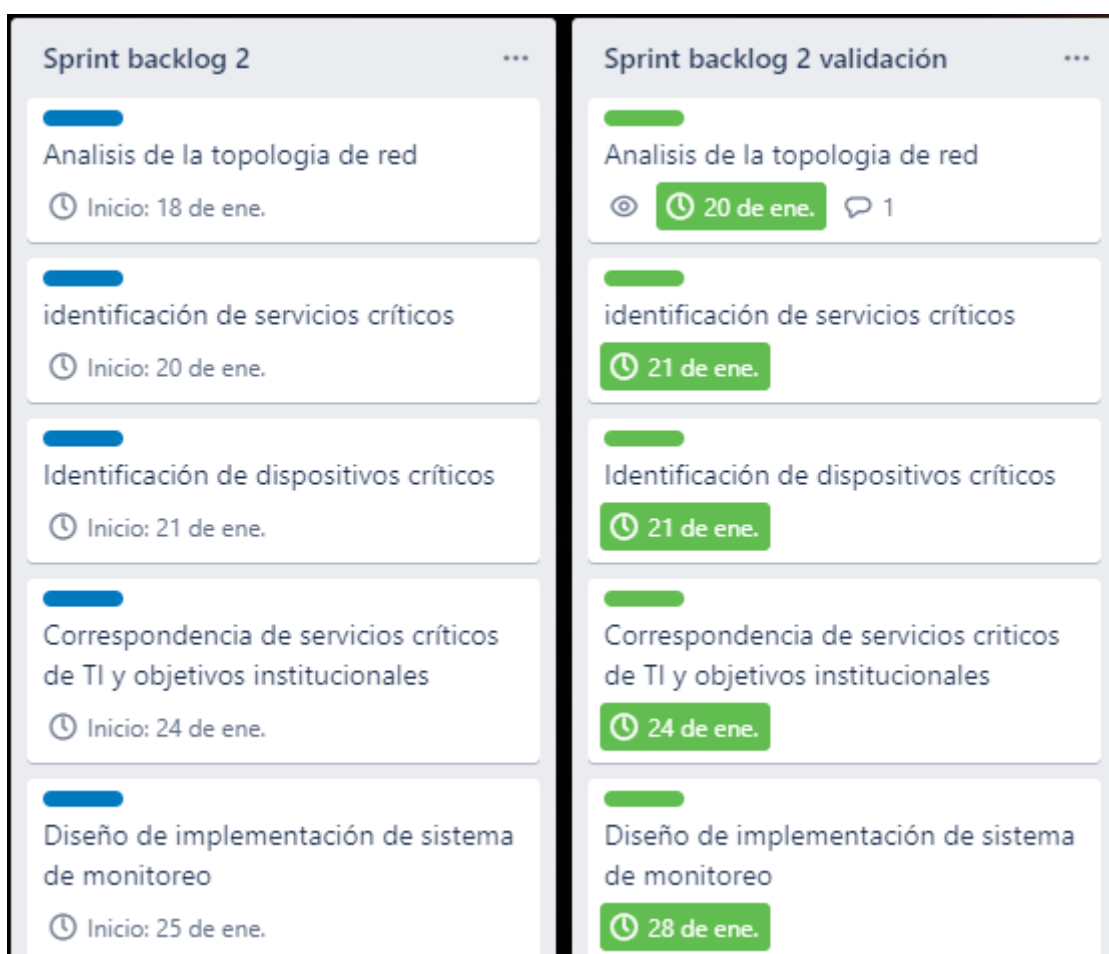 Sprint backlog 2
Analisis de la topologia de red
Inicio: 18 de ene.
identificación de servicios críticos
Inicio: 20 de ene.
Identificación de dispositivos críticos
Inicio: 21 de ene.
Correspondencia de servicios críticos
de TI y objetivos institucionales
Inicio: 24 de ene.
Diseño de implementación de sistema
de monitoreo
Inicio: 25 de ene.
Sprint backlog 2 validación
Analisis de la topologia de red
20 de ene. 1
identificación de servicios críticos
21 de ene.
Identificación de dispositivos críticos
21 de ene.
Correspondencia de servicios criticos
de TI y objetivos institucionales
24 de ene.
Diseño de implementación de sistema
de monitoreo
28 de ene.